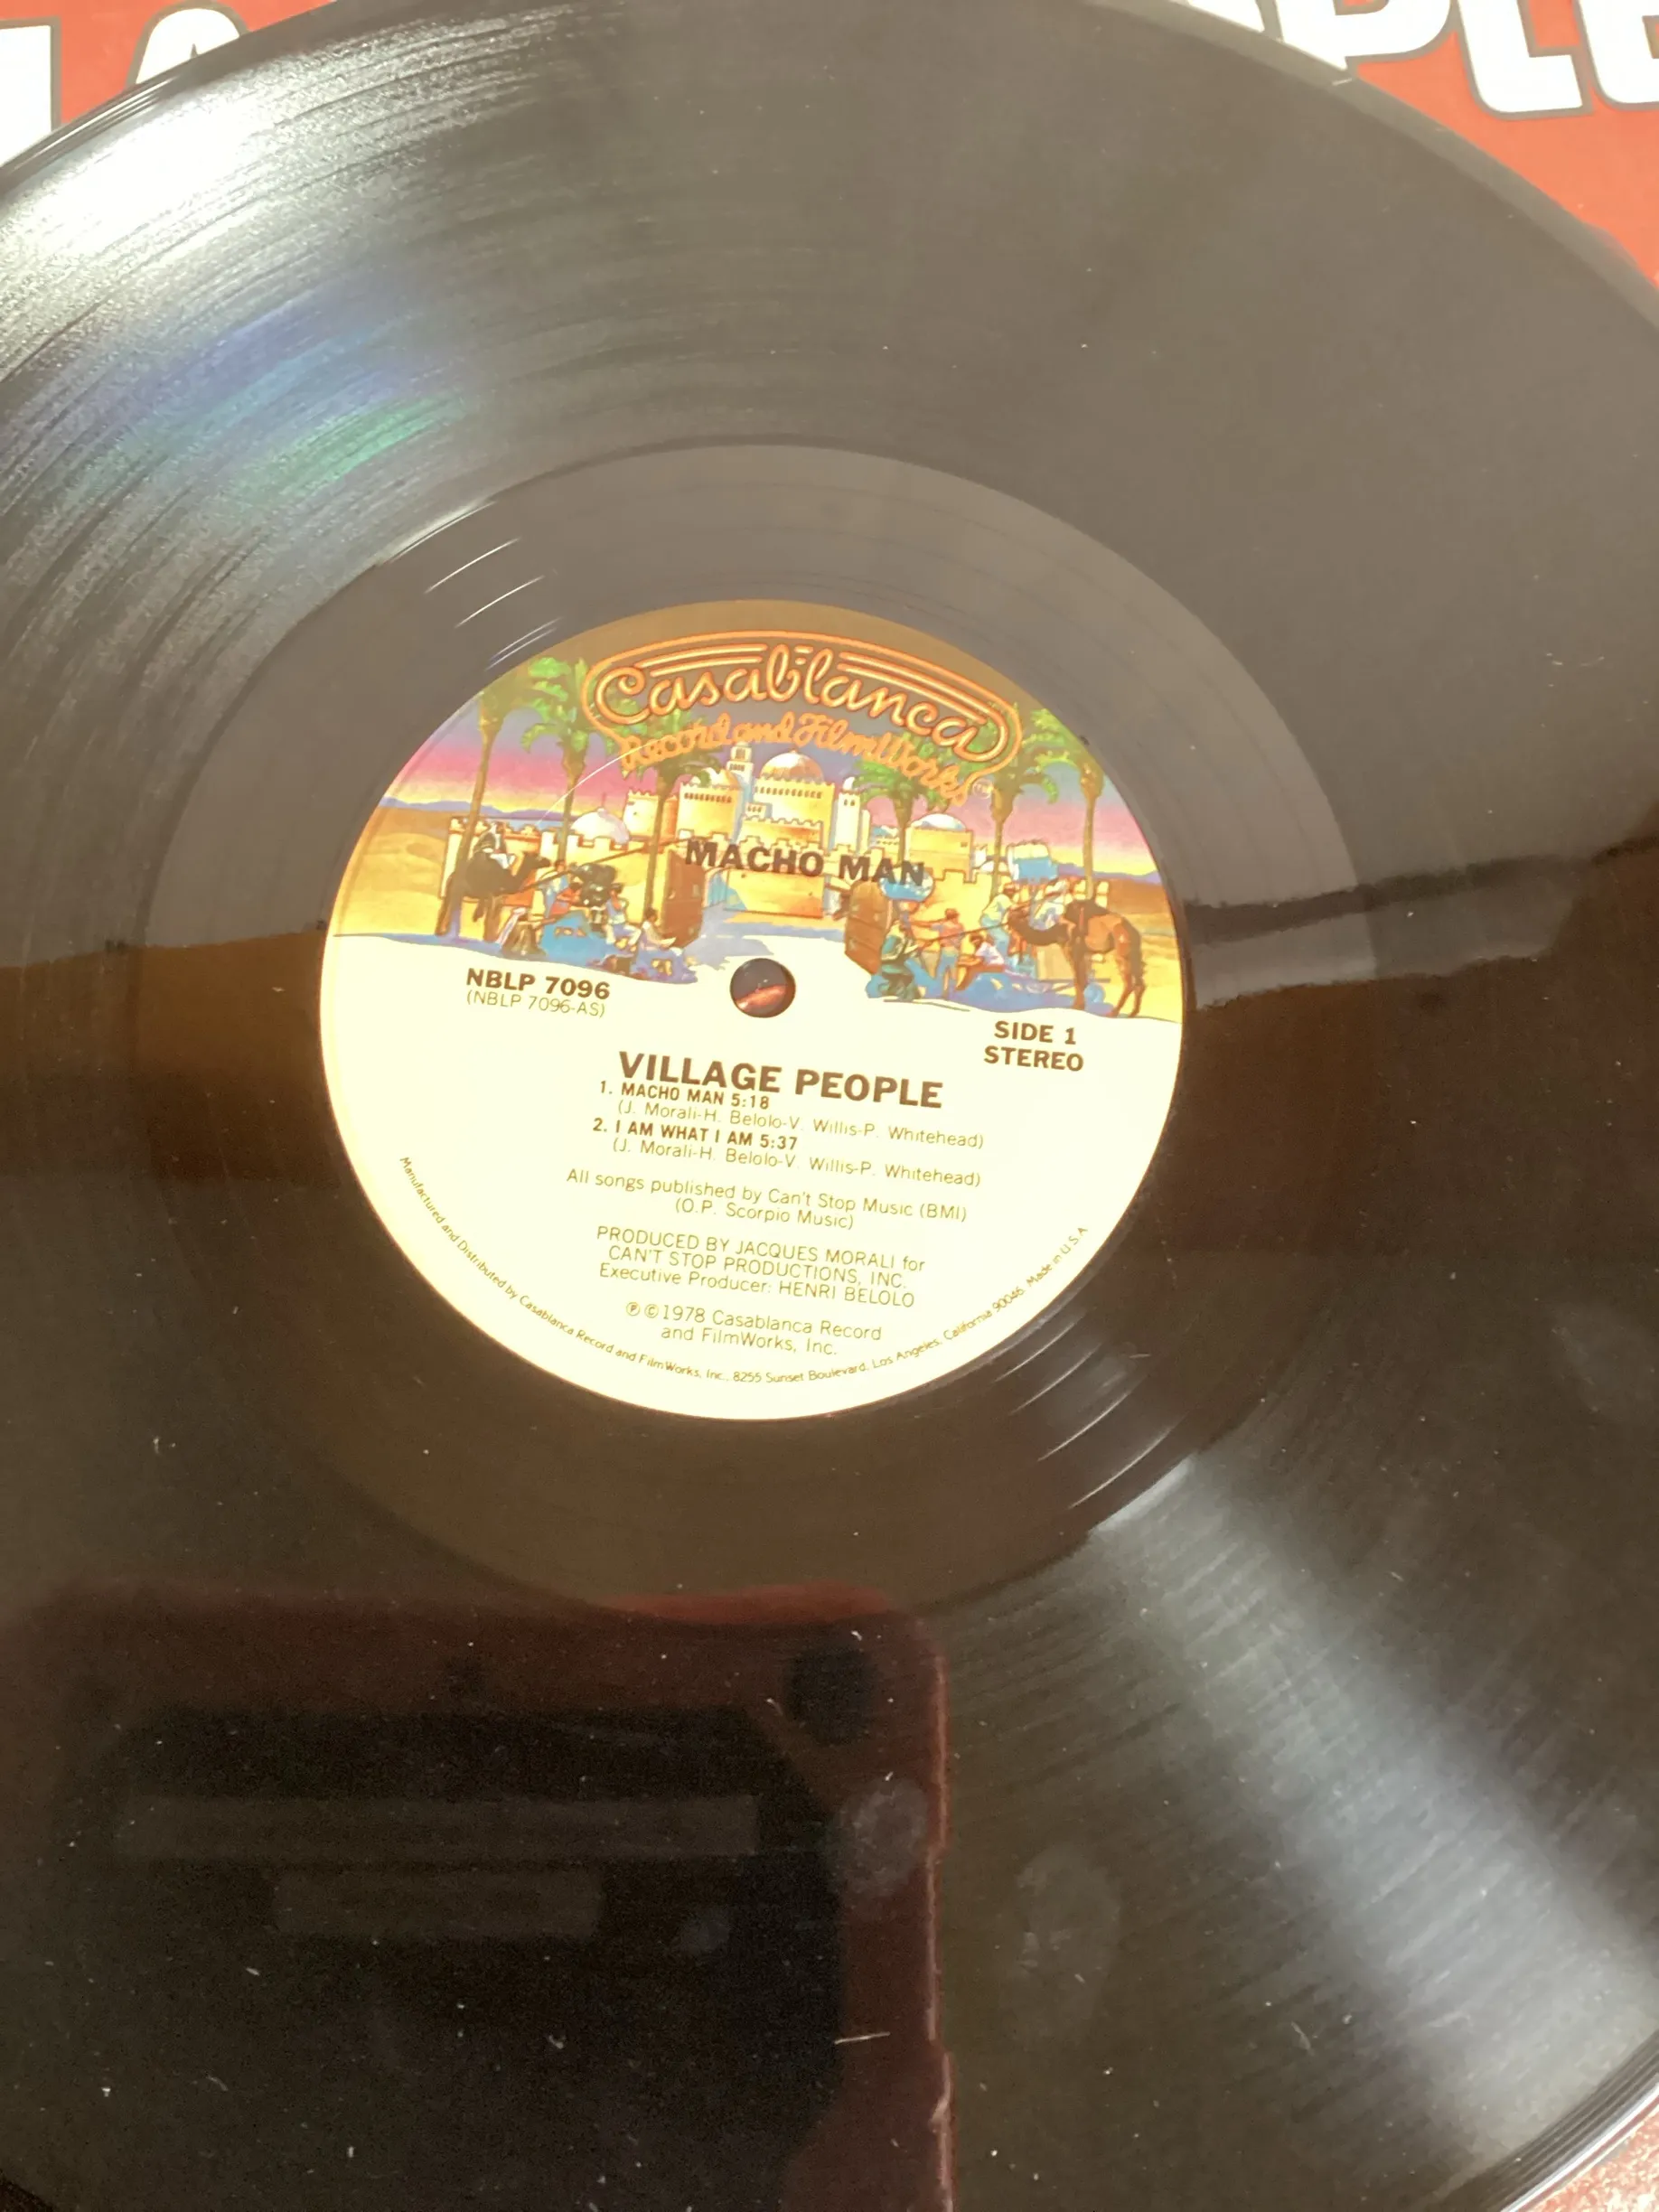 Casablanca
Record and FilmWorks
MACHO MAN
NBLP 7096
(NBLP 7096-AS)
SIDE 1
STEREO
VILLAGE PEOPLE
1. MACHO MAN 5:18
(J. Morali-H. Belolo-V. Willis-P. Whitehead)
2. I AM WHAT I AM 5:37
(J. Morali-H. Belolo-V. Willis-P. Whitehead)
All songs published by Can't Stop Music (BMI)
(O.P. Scorpio Music)
PRODUCED BY JACQUES MORALI for
CAN'T STOP PRODUCTIONS, INC.
Executive Producer: HENRI BELOLO
℗©1978 Casablanca Record
and FilmWorks, Inc.
Manufactured and Distributed by Casablanca Record and FilmWorks, Inc., 8255 Sunset Boulevard, Los Angeles, California 90046. Made in U.S.A.